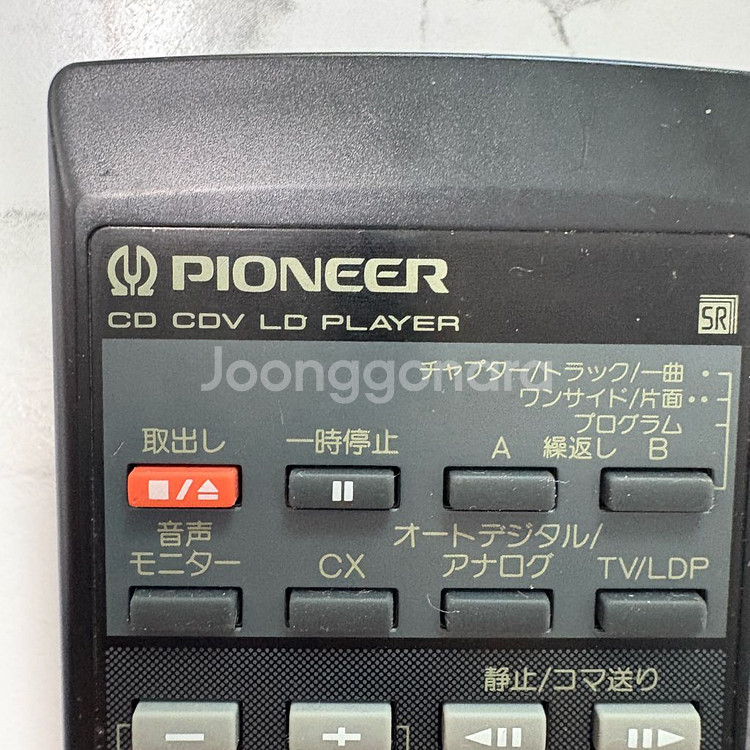 PIONEER
CD CDV LD PLAYER
SR
Joonggonara
チャプター/トラック/一曲
ワンサイド/片面
プログラム
取出し
一時停止
A 繰返し B
音声
モニター
CX
オートデジタル/
アナログ
TV/LDP
静止/コマ送り